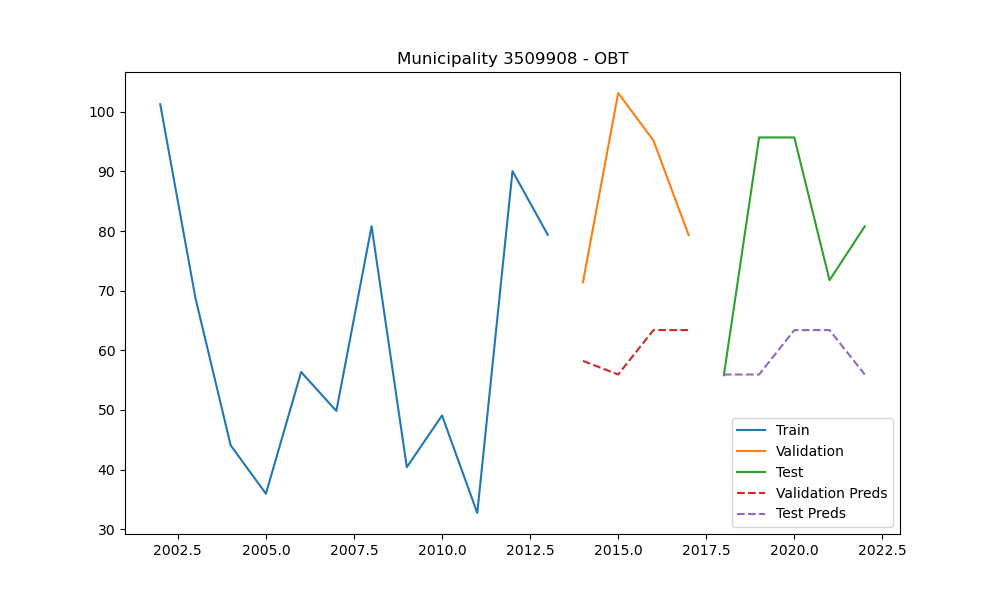 Municipality 3509908 - OBT
100
90
80
70
60
50
40
30
2002.5 2005.0 2007.5 2010.0 2012.5 2015.0 2017.5 2020.0 2022.5
Train
Validation
Test
Validation Preds
Test Preds